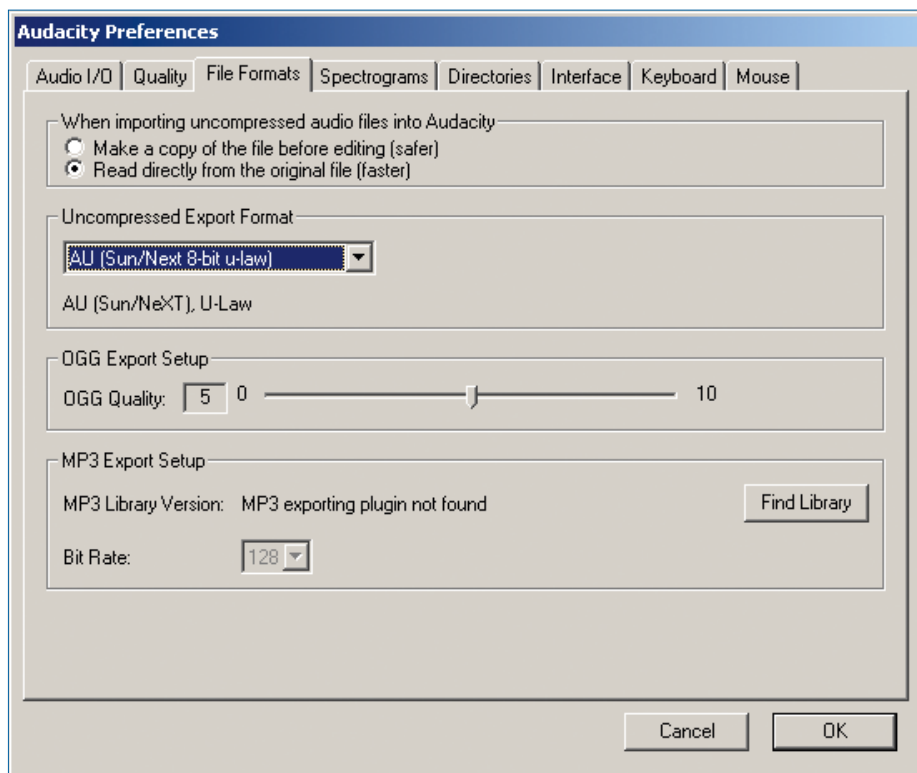 Audacity Preferences
Audio I/O Quality File Formats Spectrograms Directories Interface Keyboard Mouse
When importing uncompressed audio files into Audacity
Make a copy of the file before editing (safer)
Read directly from the original file (faster)
Uncompressed Export Format
AU (Sun/Next 8-bit u-law)
AU (Sun/NeXT), U-Law
OGG Export Setup
OGG Quality: 5 0 10
MP3 Export Setup
MP3 Library Version: MP3 exporting plugin not found Find Library
Bit Rate: 128
Cancel OK